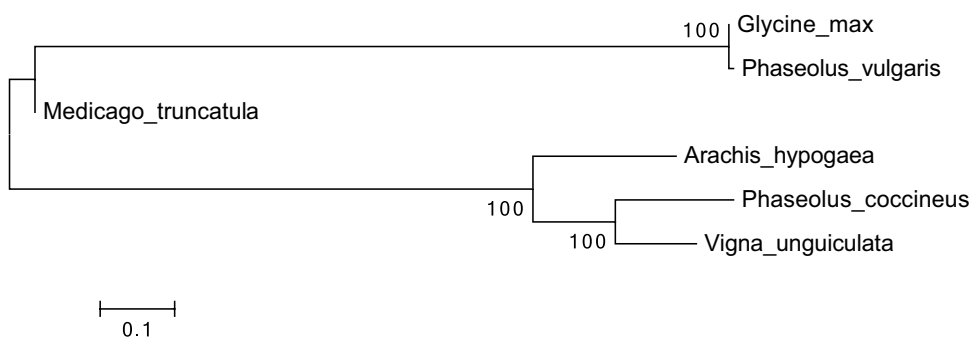 100 Glycine_max
Phaseolus_vulgaris
Medicago_truncatula
Arachis_hypogaea
100
Phaseolus_coccineus
100
Vigna_unguiculata
0.1